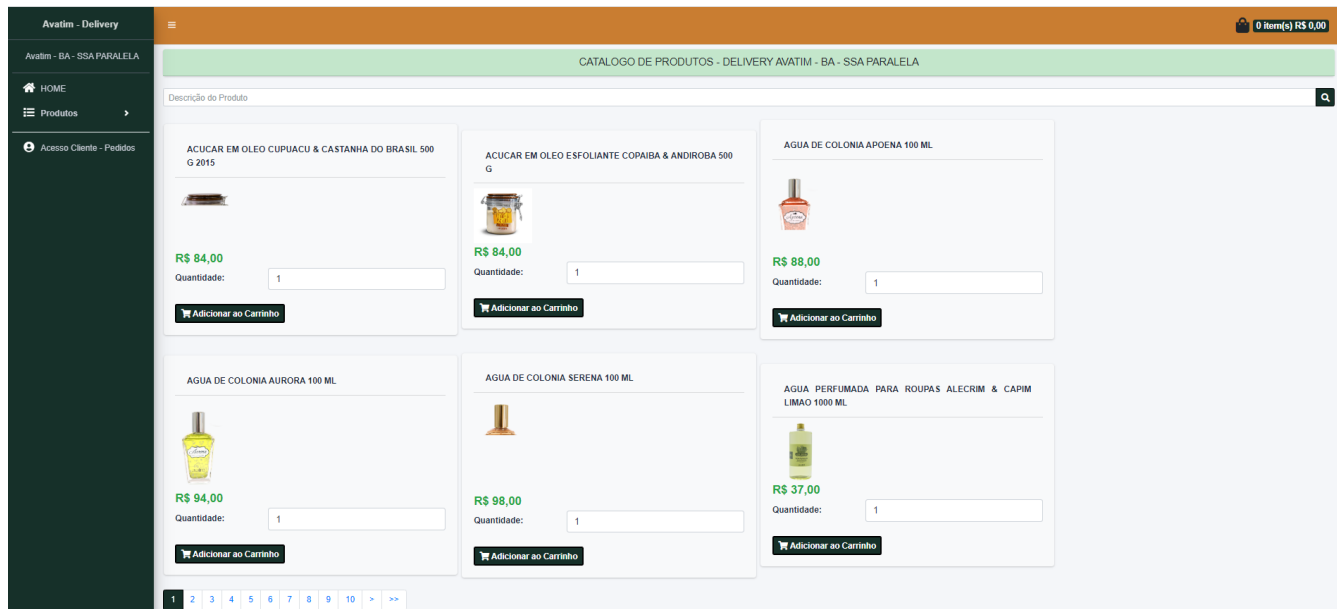 Avatim - Delivery
0 item(s) R$ 0,00
Avatim - BA - SSA PARALELA
HOME
Produtos
Acesso Cliente - Pedidos
CATALOGO DE PRODUTOS - DELIVERY AVATIM - BA - SSA PARALELA
Descrição do Produto
ACUCAR EM OLEO CUPUACU & CASTANHA DO BRASIL 500
G 2015
R$ 84,00
Quantidade:
1
Adicionar ao Carrinho
ACUCAR EM OLEO ESFOLIANTE COPAIBA & ANDIROBA 500
G
R$ 84,00
Quantidade:
1
Adicionar ao Carrinho
AGUA DE COLONIA APOENA 100 ML
R$ 88,00
Quantidade:
1
Adicionar ao Carrinho
AGUA DE COLONIA AURORA 100 ML
R$ 94,00
Quantidade:
1
Adicionar ao Carrinho
AGUA DE COLONIA SERENA 100 ML
R$ 98,00
Quantidade:
1
Adicionar ao Carrinho
AGUA PERFUMADA PARA ROUPAS ALECRIM & CAPIM
LIMAO 1000 ML
R$ 37,00
Quantidade:
1
Adicionar ao Carrinho
1 2 3 4 5 6 7 8 9 10 > >>